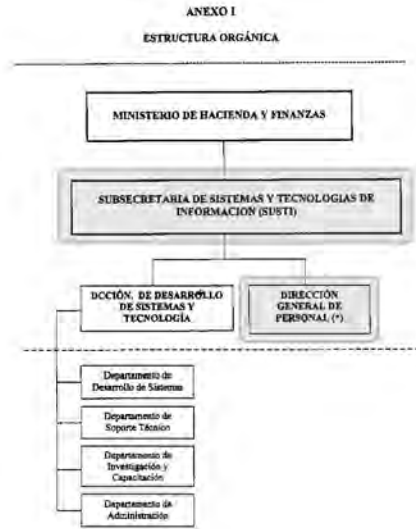 ANEXO I
ESTRUCTURA ORGÁNICA
MINISTERIO DE HACIENDA Y FINANZAS
SUBSECRETARIA DE SISTEMAS Y TECNOLOGIAS DE
INFORMACION (SUSTI)
DCCIÓN. DE DESARROLLO
DE SISTEMAS Y
TECNOLOGÍA
DIRECCIÓN
GENERAL DE
PERSONAL (*)
Departamento de
Desarrollo de Sistemas
Departamento de
Soporte Técnico
Departamento de
Investigación y
Capacitación
Departamento de
Administración